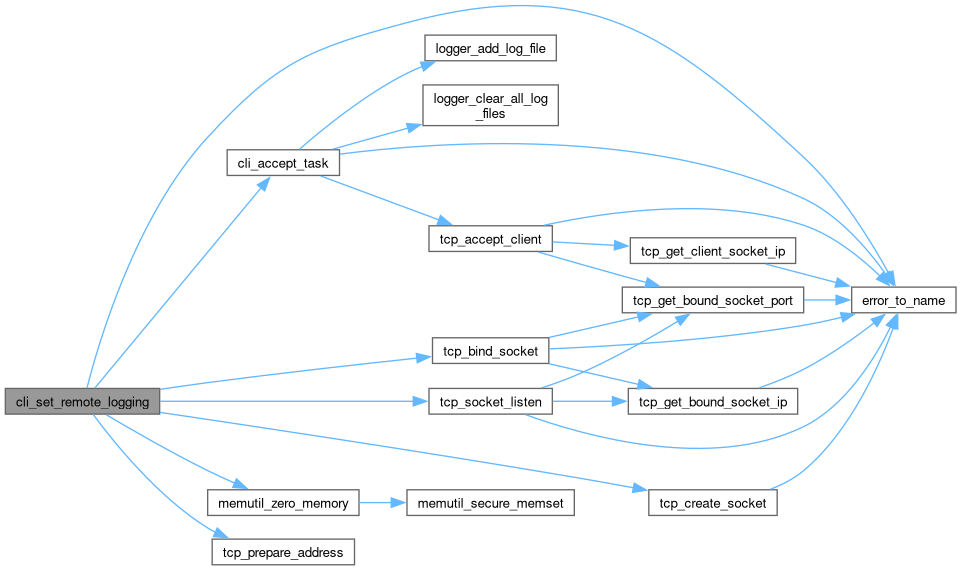 logger_add_log_file
logger_clear_all_log
_files
cli_accept_task
tcp_accept_client
tcp_get_client_socket_ip
tcp_get_bound_socket_port
error_to_name
tcp_bind_socket
cli_set_remote_logging
tcp_socket_listen
tcp_get_bound_socket_ip
memutil_zero_memory
memutil_secure_memset
tcp_create_socket
tcp_prepare_address